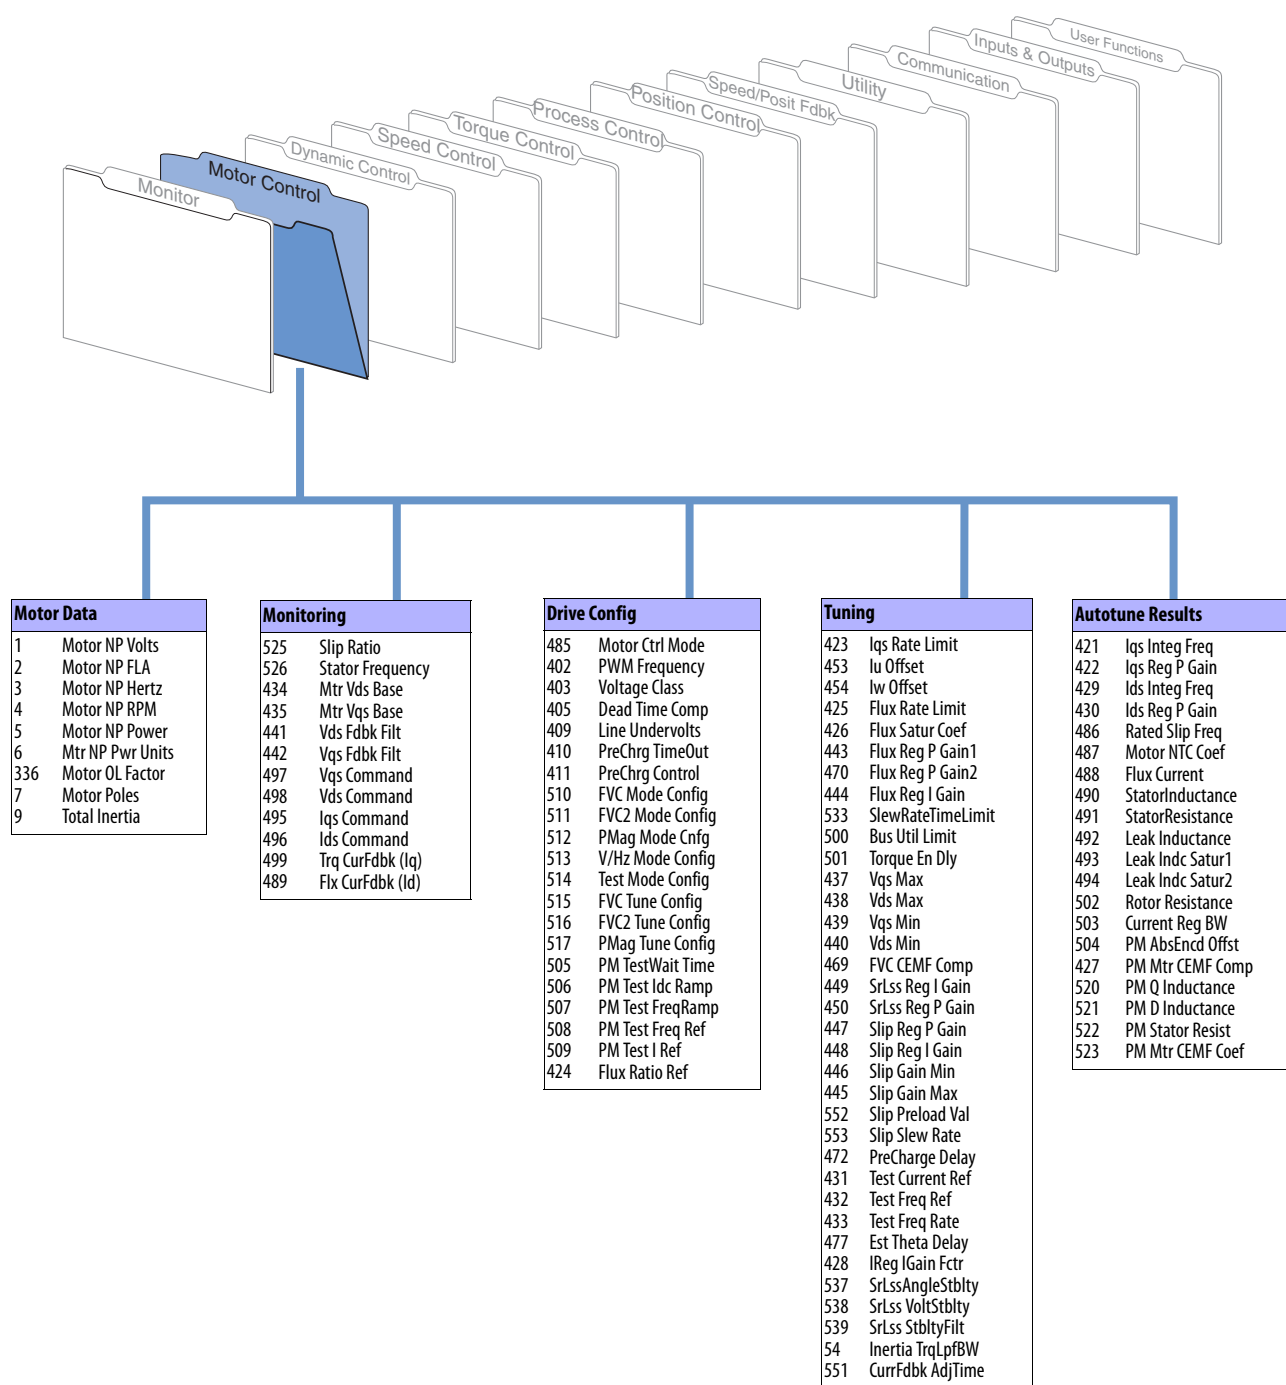 User Functions
Inputs & Outputs
Communication
Utility
Speed/Posit Fdbk
Position Control
Process Control
Torque Control
Speed Control
Dynamic Control
Motor Control
Monitor
Motor Data
1 Motor NP Volts
2 Motor NP FLA
3 Motor NP Hertz
4 Motor NP RPM
5 Motor NP Power
6 Mtr NP Pwr Units
336 Motor OL Factor
7 Motor Poles
9 Total Inertia
Monitoring
525 Slip Ratio
526 Stator Frequency
434 Mtr Vds Base
435 Mtr Vqs Base
441 Vds Fdbk Filt
442 Vqs Fdbk Filt
497 Vqs Command
498 Vds Command
495 Iqs Command
496 Ids Command
499 Trq CurFdbk (Iq)
489 Flx CurFdbk (Id)
Drive Config
485 Motor Ctrl Mode
402 PWM Frequency
403 Voltage Class
405 Dead Time Comp
409 Line Undervolts
410 PreChrg TimeOut
411 PreChrg Control
510 FVC Mode Config
511 FVC2 Mode Config
512 PMag Mode Cnfg
513 V/Hz Mode Config
514 Test Mode Config
515 FVC Tune Config
516 FVC2 Tune Config
517 PMag Tune Config
505 PM TestWait Time
506 PM Test Idc Ramp
507 PM Test FreqRamp
508 PM Test Freq Ref
509 PM Test I Ref
424 Flux Ratio Ref
Tuning
423 Iqs Rate Limit
453 Iu Offset
454 Iw Offset
425 Flux Rate Limit
426 Flux Satur Coef
443 Flux Reg P Gain1
470 Flux Reg P Gain2
444 Flux Reg I Gain
533 SlewRateTimeLimit
500 Bus Util Limit
501 Torque En Dly
437 Vqs Max
438 Vds Max
439 Vqs Min
440 Vds Min
469 FVC CEMF Comp
449 SrLss Reg I Gain
450 SrLss Reg P Gain
447 Slip Reg P Gain
448 Slip Reg I Gain
446 Slip Gain Min
445 Slip Gain Max
552 Slip Preload Val
553 Slip Slew Rate
472 PreCharge Delay
431 Test Current Ref
432 Test Freq Ref
433 Test Freq Rate
477 Est Theta Delay
428 IReg IGain Fctr
537 SrLssAngleStblty
538 SrLss VoltStblty
539 SrLss StbltyFilt
54 Inertia TrqLpfBW
551 CurrFdbk AdjTime
Autotune Results
421 Iqs Integ Freq
422 Iqs Reg P Gain
429 Ids Integ Freq
430 Ids Reg P Gain
486 Rated Slip Freq
487 Motor NTC Coef
488 Flux Current
490 StatorInductance
491 StatorResistance
492 Leak Inductance
493 Leak Indc Satur1
494 Leak Indc Satur2
502 Rotor Resistance
503 Current Reg BW
504 PM AbsEncd Offst
427 PM Mtr CEMF Comp
520 PM Q Inductance
521 PM D Inductance
522 PM Stator Resist
523 PM Mtr CEMF Coef